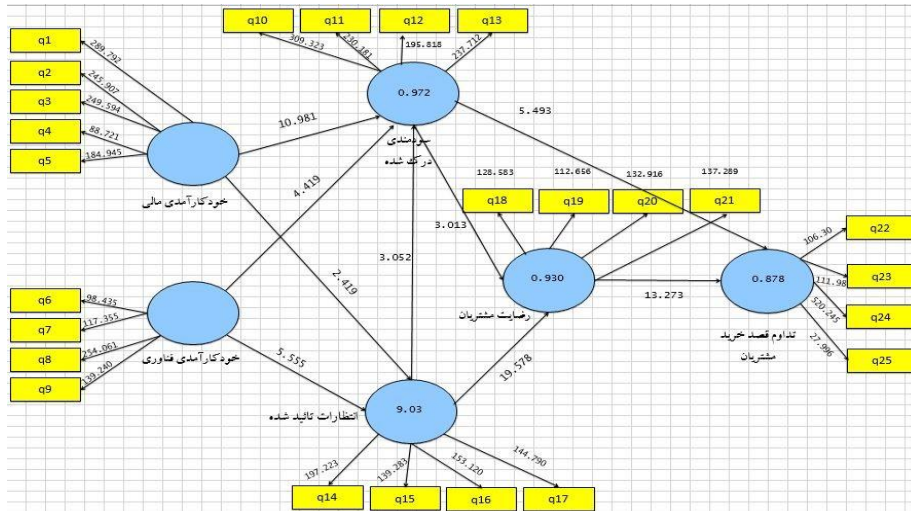 q10
q11
q12
q13
q1
q2
q3
q4
q5
289.792
245.907
249.594
88.721
184.945
309.323
230.181
195.818
237.712
0.972
10.981
سودمندی
درک شده
5.493
خودکارآمدی مالی
4.419
128.583
112.656
132.916
137.289
q18
q19
q20
q21
3.013
3.052
2.419
q22
q23
q24
q25
106.30
111.98
520.245
27.996
0.930
0.878
13.273
رضایت مشتریان
تداوم قصد خرید
مشتریان
q6
q7
q8
q9
98.435
117.355
254.061
139.240
خودکارآمدی فناوری
5.555
19.578
9.03
انتظارات تائید شده
197.223
139.283
153.120
144.790
q14
q15
q16
q17